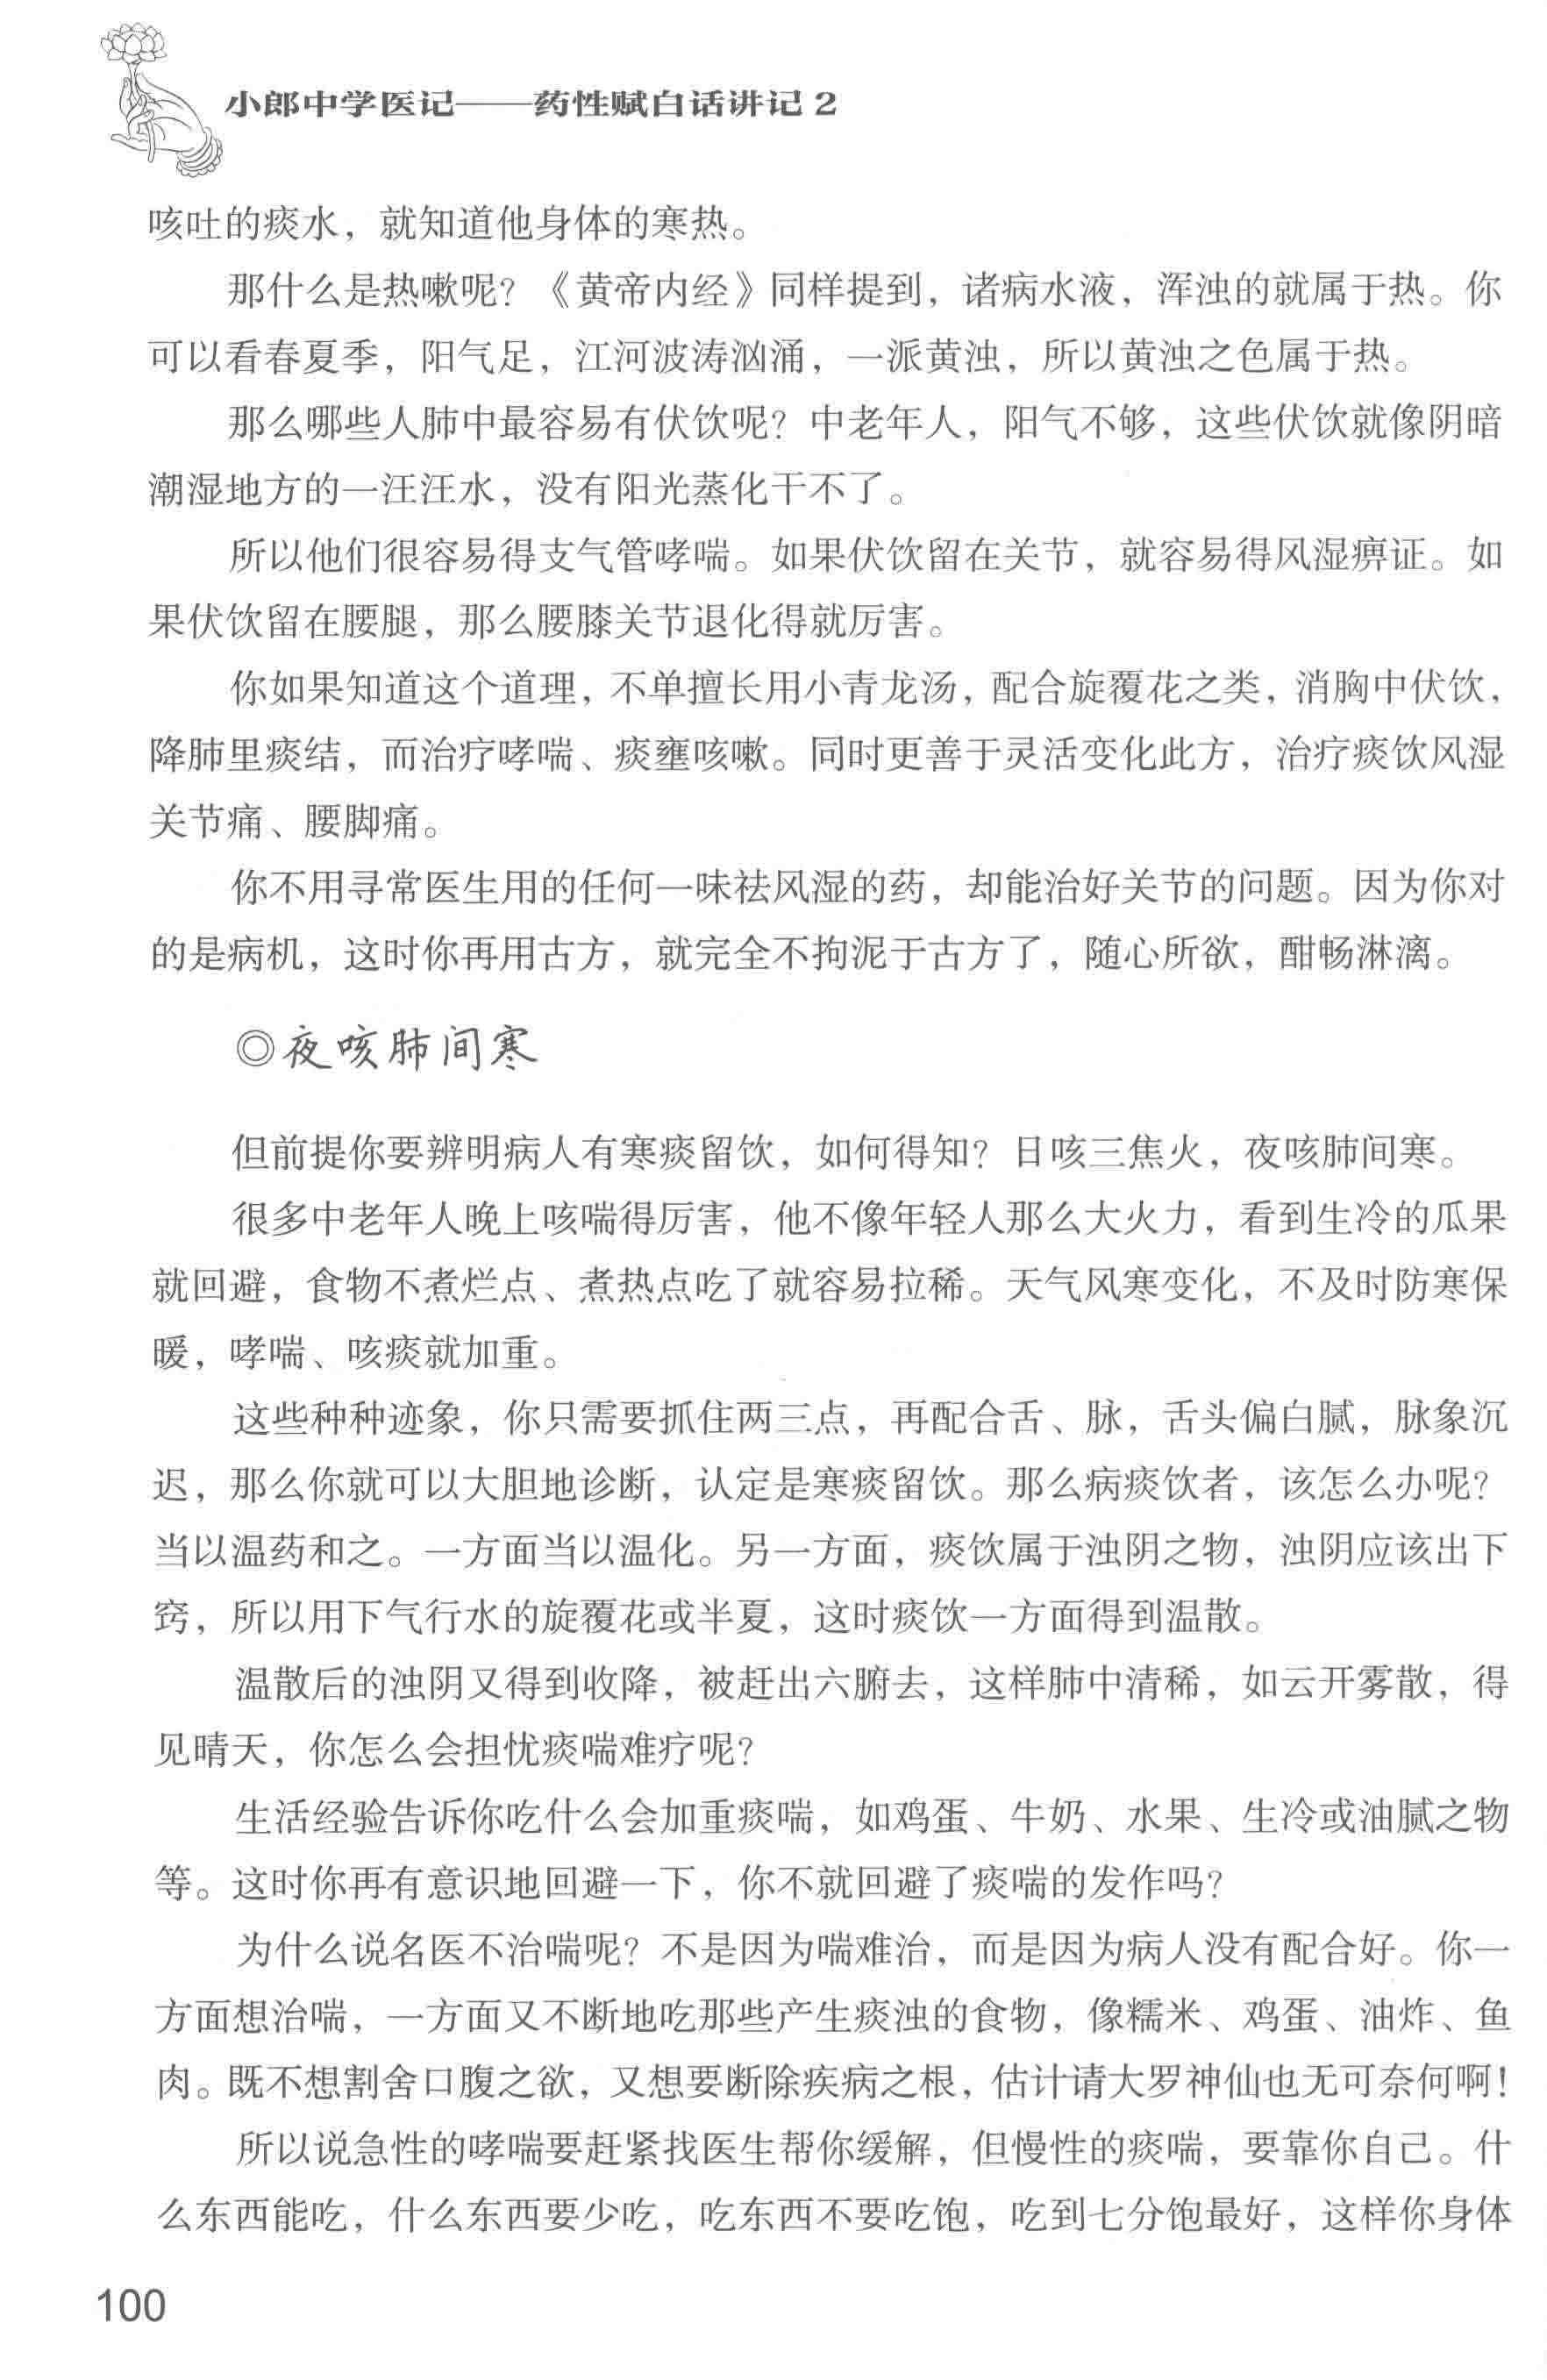 小郎中学医记——药性赋白话讲记 2
咳吐的痰水，就知道他身体的寒热。
那什么是热嗽呢？《黄帝内经》同样提到，诸病水液，浑浊的就属于热。你
可以看春夏季，阳气足，江河波涛汹涌，一派黄浊，所以黄浊之色属于热。
那么哪些人肺中最容易有伏饮呢？中老年人，阳气不够，这些伏饮就像阴暗
潮湿地方的一汪汪水，没有阳光蒸化干不了。
所以他们很容易得支气管哮喘。如果伏饮留在关节，就容易得风湿痹证。如
果伏饮留在腰腿，那么腰膝关节退化得就厉害。
你如果知道这个道理，不单擅长用小青龙汤，配合旋覆花之类，消胸中伏饮，
降肺里痰结，而治疗哮喘、痰壅咳嗽。同时更善于灵活变化此方，治疗痰饮风湿
关节痛、腰脚痛。
你不用寻常医生用的任何一味祛风湿的药，却能治好关节的问题。因为你对
的是病机，这时你再用古方，就完全不拘泥于古方了，随心所欲，酣畅淋漓。
◎夜咳肺间寒
但前提你要辨明病人有寒痰留饮，如何得知？日咳三焦火，夜咳肺间寒。
很多中老年人晚上咳喘得厉害，他不像年轻人那么大火力，看到生冷的瓜果
就回避，食物不煮烂点、煮热点吃了就容易拉稀。天气风寒变化，不及时防寒保
暖，哮喘、咳痰就加重。
这些种种迹象，你只需要抓住两三点，再配合舌、脉，舌头偏白腻，脉象沉
迟，那么你就可以大胆地诊断，认定是寒痰留饮。那么病痰饮者，该怎么办呢？
当以温药和之。一方面当以温化。另一方面，痰饮属于浊阴之物，浊阴应该出下
窍，所以用下气行水的旋覆花或半夏，这时痰饮一方面得到温散。
温散后的浊阴又得到收降，被赶出六腑去，这样肺中清稀，如云开雾散，得
见晴天，你怎么会担忧痰喘难疗呢？
生活经验告诉你吃什么会加重痰喘，如鸡蛋、牛奶、水果、生冷或油腻之物
等。这时你再有意识地回避一下，你不就回避了痰喘的发作吗？
为什么说名医不治喘呢？不是因为喘难治，而是因为病人没有配合好。你一
方面想治喘，一方面又不断地吃那些产生痰浊的食物，像糯米、鸡蛋、油炸、鱼
肉。既不想割舍口腹之欲，又想要断除疾病之根，估计请大罗神仙也无可奈何啊！
所以说急性的哮喘要赶紧找医生帮你缓解，但慢性的痰喘，要靠你自己。什
么东西能吃，什么东西要少吃，吃东西不要吃饱，吃到七分饱最好，这样你身体
100